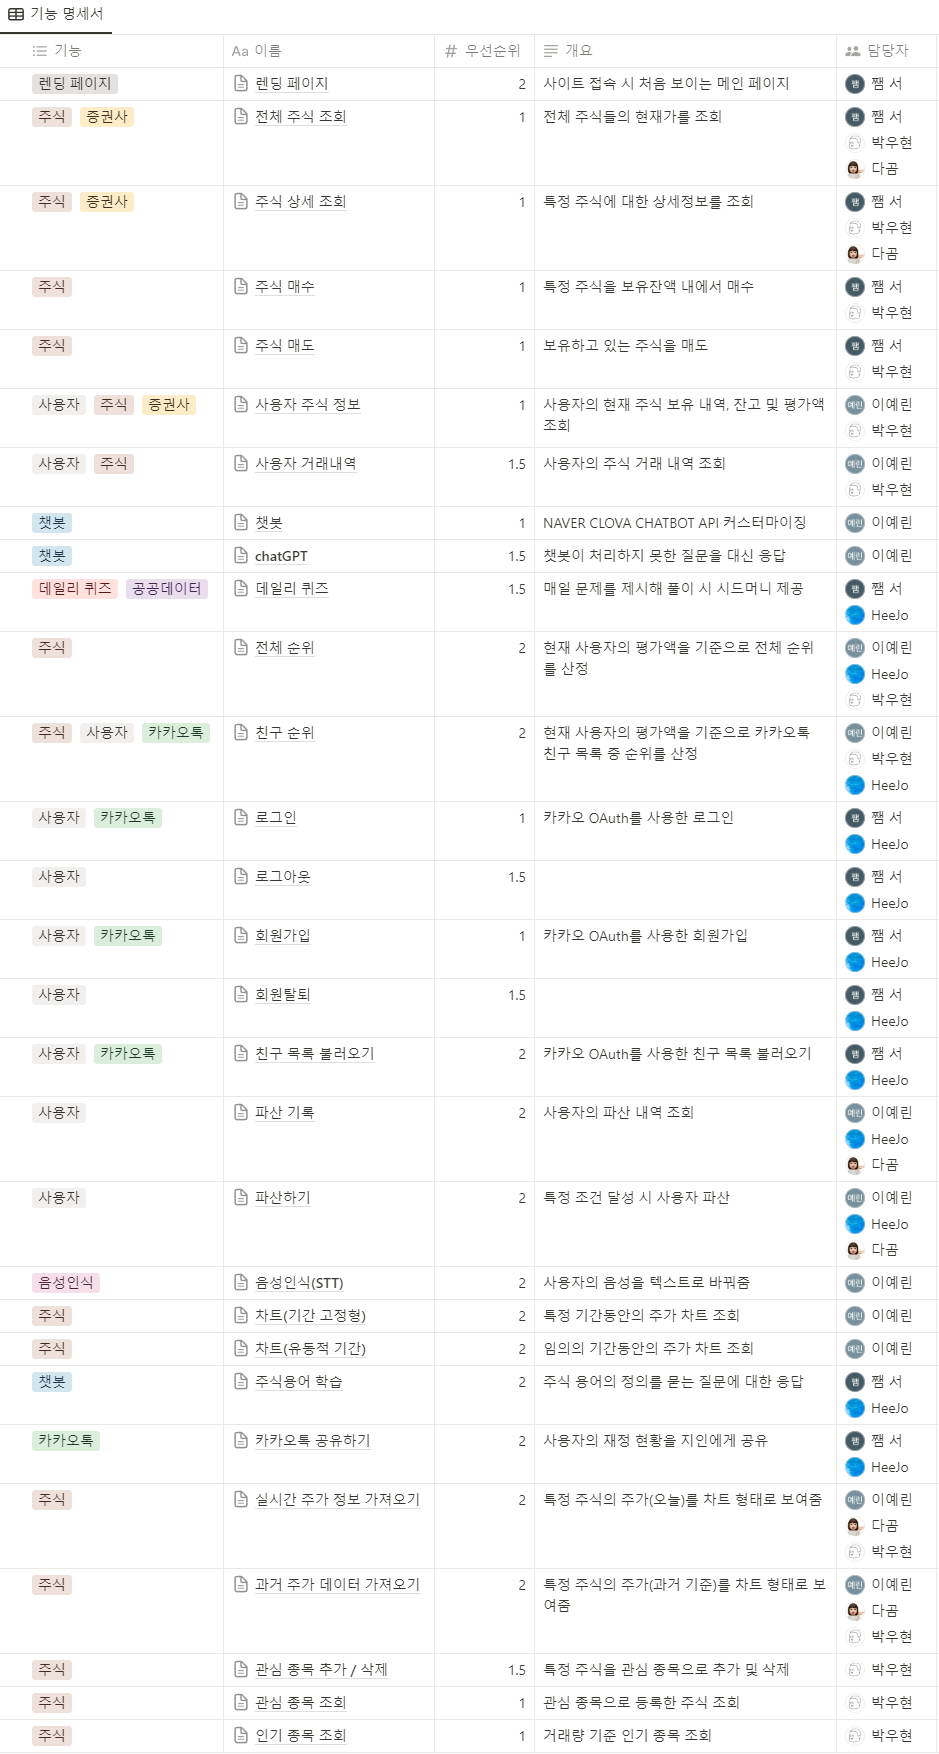 기능 명세서
기능 이름 우선순위 개요 담당자
렌딩 페이지 렌딩 페이지 2 사이트 접속 시 처음 보이는 메인 페이지 쨈 서
주식 증권사 전체 주식 조회 1 전체 주식들의 현재가를 조회 쨈 서
박우현
다곰
주식 증권사 주식 상세 조회 1 특정 주식에 대한 상세정보를 조회 쨈 서
박우현
다곰
주식 주식 매수 1 특정 주식을 보유잔액 내에서 매수 쨈 서
박우현
주식 주식 매도 1 보유하고 있는 주식을 매도 쨈 서
박우현
사용자 주식 증권사 사용자 주식 정보 1 사용자의 현재 주식 보유 내역, 잔고 및 평가액 이예린
조회 박우현
사용자 주식 사용자 거래내역 1.5 사용자의 주식 거래 내역 조회 이예린
박우현
챗봇 챗봇 1 NAVER CLOVA CHATBOT API 커스터마이징 이예린
챗봇 chatGPT 1.5 챗봇이 처리하지 못한 질문을 대신 응답 이예린
데일리 퀴즈 공공데이터 데일리 퀴즈 1.5 매일 문제를 제시해 풀이 시 시드머니 제공 쨈 서
HeeJo
주식 전체 순위 2 현재 사용자의 평가액을 기준으로 전체 순위 이예린
를 산정 HeeJo
박우현
주식 사용자 카카오톡 친구 순위 2 현재 사용자의 평가액을 기준으로 카카오톡 이예린
친구 목록 중 순위를 산정 박우현
HeeJo
사용자 카카오톡 로그인 1 카카오 OAuth를 사용한 로그인 쨈 서
HeeJo
사용자 로그아웃 1.5 쨈 서
HeeJo
사용자 카카오톡 회원가입 1 카카오 OAuth를 사용한 회원가입 쨈 서
HeeJo
사용자 회원탈퇴 1.5 쨈 서
HeeJo
사용자 카카오톡 친구 목록 불러오기 2 카카오 OAuth를 사용한 친구 목록 불러오기 쨈 서
HeeJo
사용자 파산 기록 2 사용자의 파산 내역 조회 이예린
HeeJo
다곰
사용자 파산하기 2 특정 조건 달성 시 사용자 파산 이예린
HeeJo
다곰
음성인식 음성인식(STT) 2 사용자의 음성을 텍스트로 바꿔줌 이예린
주식 차트(기간 고정형) 2 특정 기간동안의 주가 차트 조회 이예린
주식 차트(유동적 기간) 2 임의의 기간동안의 주가 차트 조회 이예린
챗봇 주식용어 학습 2 주식 용어의 정의를 묻는 질문에 대한 응답 쨈 서
HeeJo
카카오톡 카카오톡 공유하기 2 사용자의 재정 현황을 지인에게 공유 쨈 서
HeeJo
주식 실시간 주가 정보 가져오기 2 특정 주식의 주가(오늘)를 차트 형태로 보여줌 이예린
다곰
박우현
주식 과거 주가 데이터 가져오기 2 특정 주식의 주가(과거 기준)를 차트 형태로 보 이예린
여줌 다곰
박우현
주식 관심 종목 추가 / 삭제 1.5 특정 주식을 관심 종목으로 추가 및 삭제 박우현
주식 관심 종목 조회 1 관심 종목으로 등록한 주식 조회 박우현
주식 인기 종목 조회 1 거래량 기준 인기 종목 조회 박우현